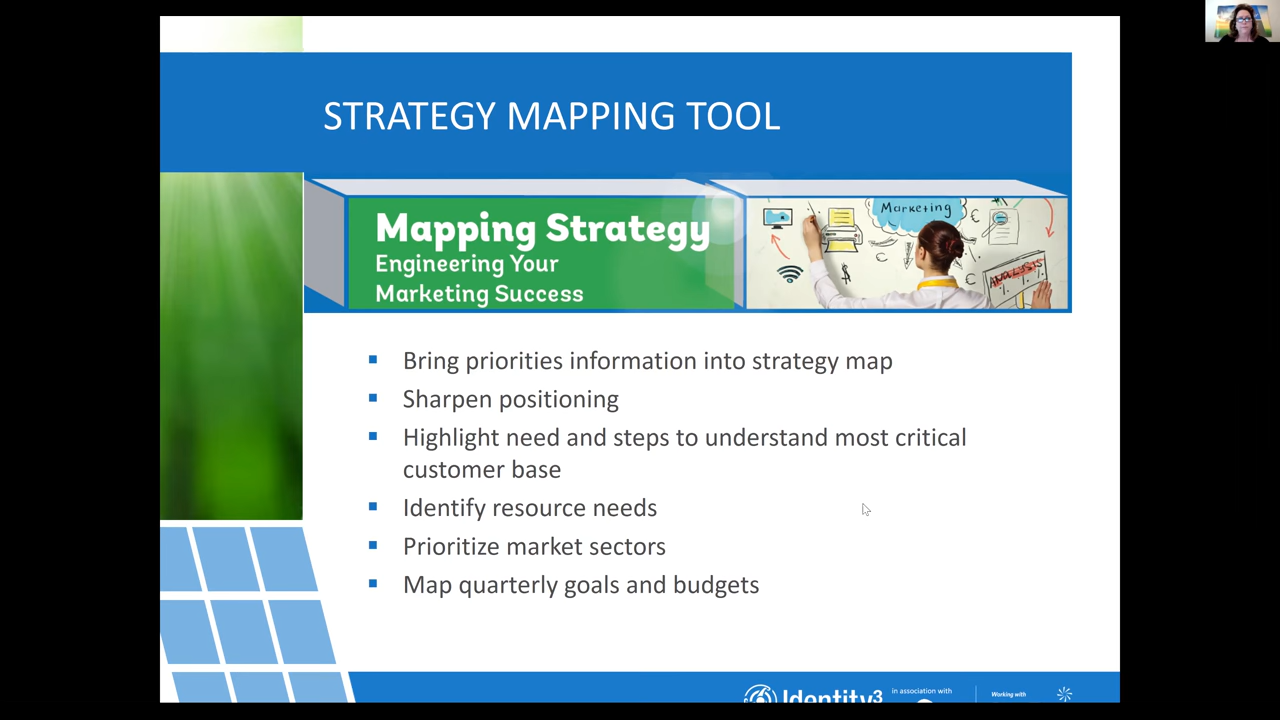 STRATEGY MAPPING TOOL
Mapping Strategy
Engineering Your
Marketing Success
Marketing
ANALYSIS
Bring priorities information into strategy map
Sharpen positioning
Highlight need and steps to understand most critical
customer base
Identify resource needs
Prioritize market sectors
Map quarterly goals and budgets
Identity3
in association with
Working with